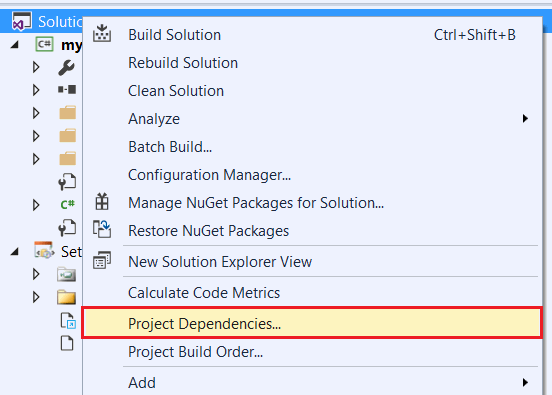 Solutio
Build Solution Ctrl+Shift+B
my
Rebuild Solution
Clean Solution
Analyze
Batch Build...
Configuration Manager...
Manage NuGet Packages for Solution...
C#
Restore NuGet Packages
Set
New Solution Explorer View
Calculate Code Metrics
Project Dependencies...
Project Build Order...
Add